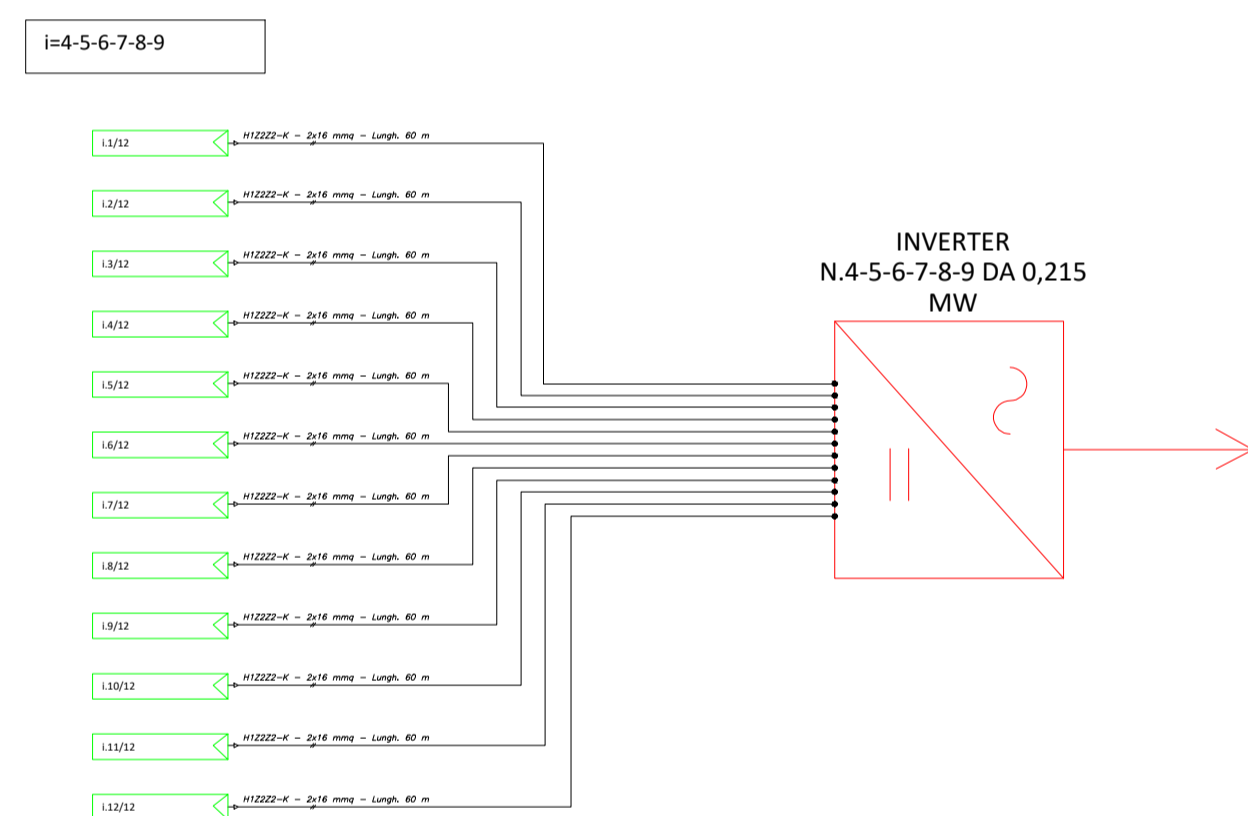 i=4-5-6-7-8-9
i.1/12
H1Z2Z2-K - 2x16 mmq - Lungh. 60 m
i.2/12
H1Z2Z2-K - 2x16 mmq - Lungh. 60 m
i.3/12
H1Z2Z2-K - 2x16 mmq - Lungh. 60 m
i.4/12
H1Z2Z2-K - 2x16 mmq - Lungh. 60 m
i.5/12
H1Z2Z2-K - 2x16 mmq - Lungh. 60 m
i.6/12
H1Z2Z2-K - 2x16 mmq - Lungh. 60 m
i.7/12
H1Z2Z2-K - 2x16 mmq - Lungh. 60 m
i.8/12
H1Z2Z2-K - 2x16 mmq - Lungh. 60 m
i.9/12
H1Z2Z2-K - 2x16 mmq - Lungh. 60 m
i.10/12
H1Z2Z2-K - 2x16 mmq - Lungh. 60 m
i.11/12
H1Z2Z2-K - 2x16 mmq - Lungh. 60 m
i.12/12
H1Z2Z2-K - 2x16 mmq - Lungh. 60 m
INVERTER
N.4-5-6-7-8-9 DA 0,215
MW